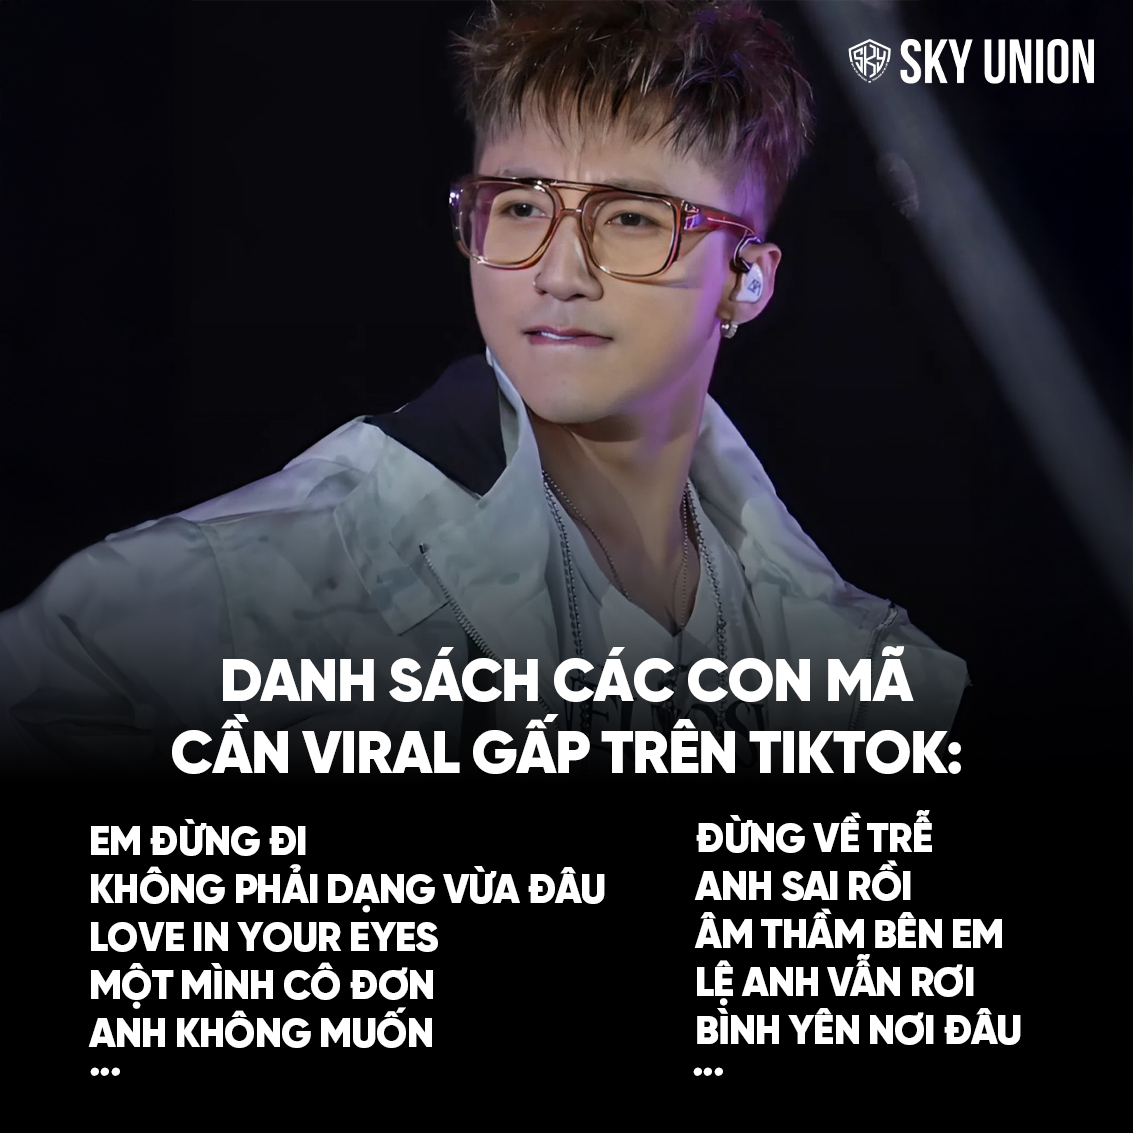 SKY UNION
DANH SÁCH CÁC CON MÃ
CẦN VIRAL GẤP TRÊN TIKTOK:
EM ĐỪNG ĐI
KHÔNG PHẢI DẠNG VỪA ĐÂU
LOVE IN YOUR EYES
MỘT MÌNH CÔ ĐƠN
ANH KHÔNG MUỐN
...
ĐỪNG VỀ TRỄ
ANH SAI RỒI
ÂM THẦM BÊN EM
LỆ ANH VẪN RƠI
BÌNH YÊN NƠI ĐÂU
...